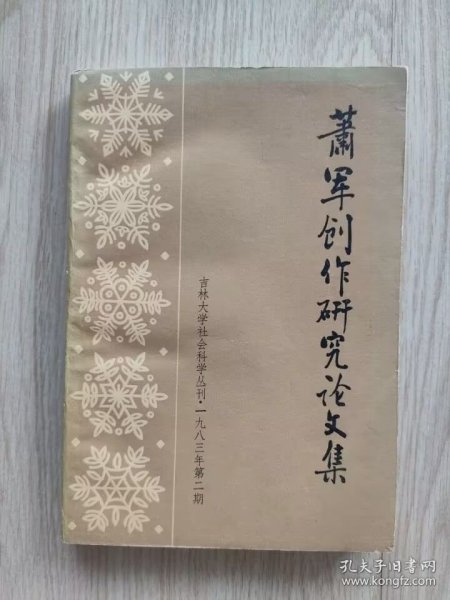 萧军创作研究论文集
吉林大学社会科学丛刊·一九八三年第二期
孔夫子旧书网
www.kongfz.com